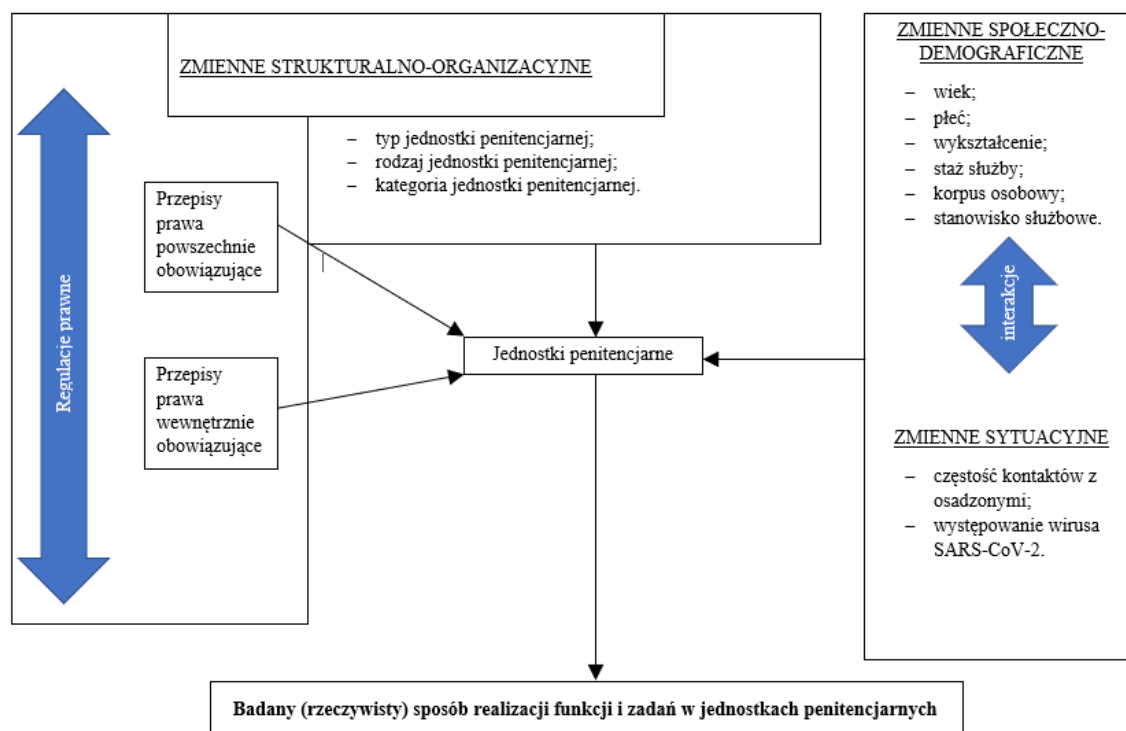 ZMIENNE STRUKTURALNO-ORGANIZACYJNE
– typ jednostki penitencjarnej;
– rodzaj jednostki penitencjarnej;
– kategoria jednostki penitencjarnej.
Regulacje prawne
Przepisy
prawa
powszechnie
obowiązujące
Przepisy
prawa
wewnętrznie
obowiązujące
Jednostki penitencjarne
ZMIENNE SPOŁECZNO-
DEMOGRAFICZNE
– wiek;
– płeć;
– wykształcenie;
– staż służby;
– korpus osobowy;
– stanowisko służbowe.
interakcje
ZMIENNE SYTUACYJNE
– częstość kontaktów z
osadzonymi;
– występowanie wirusa
SARS-CoV-2.
Badany (rzeczywisty) sposób realizacji funkcji i zadań w jednostkach penitencjarnych